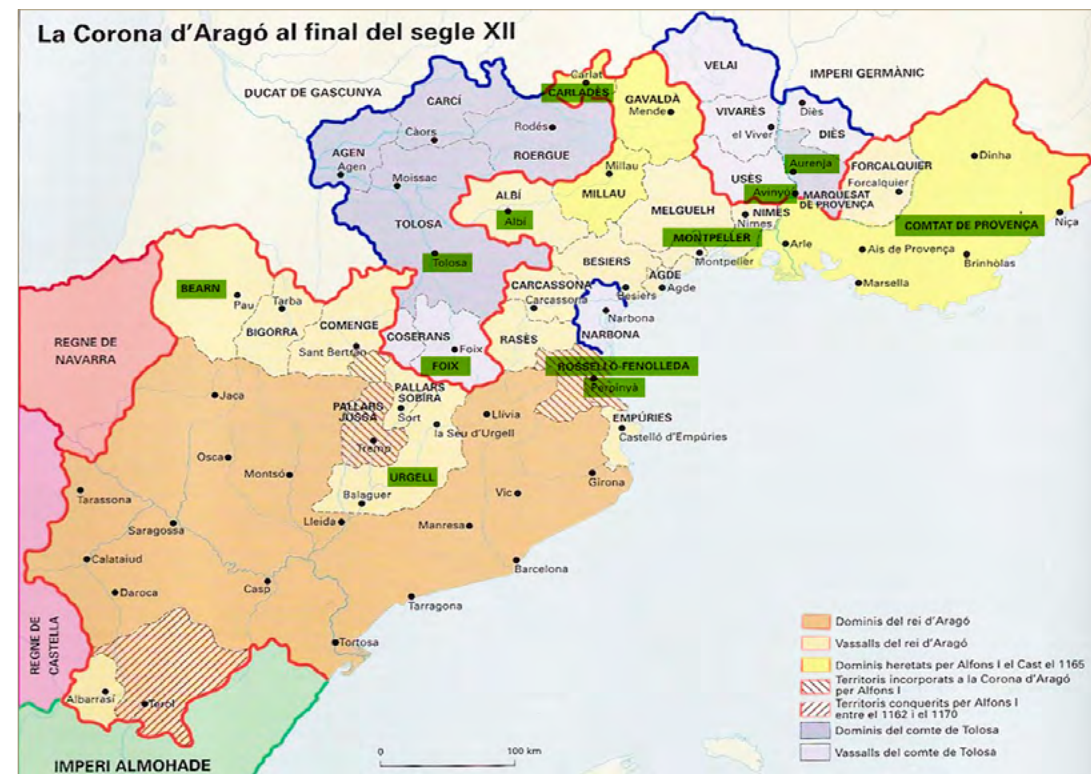 La Corona d'Aragó al final del segle XII
DUCAT DE GASCUNYA
VELAI
IMPERI GERMÀNIC
Carlat
CARLADÈS
CARCÍ
GAVALDÀ
Mende
Càors
Rodés
VIVARÈS
el Viver
Diès
DIÈS
AGEN
Agen
ROERGUE
Millau
Moissac
MILLAU
ALBÍ
Albí
USÈS
Aurenja
Avinyó
MARQUESAT
DE PROVENÇA
FORCALQUIER
Forcalquier
Dinha
TOLOSA
Tolosa
MELGUELH
NIMES
Nimes
MONTPELLER
Montpeller
COMTAT DE PROVENÇA
Niça
Arle
Ais de Provença
Brinhòlas
Marsella
BESIERS
Besiers
AGDE
Agde
CARCASSONA
Carcassona
BEARN
Pau
Tarba
BIGORRA
COMENGE
Sant Bertran
COSERANS
Foix
FOIX
RASÈS
Narbona
NARBONA
REGNE DE
NAVARRA
ROSSELLÓ-FENOLLEDA
Perpinyà
PALLARS
SOBIRÀ
Sort
PALLARS
JUSSÀ
Tremp
Jaca
Llívia
la Seu d'Urgell
EMPÚRIES
Castelló d'Empúries
Osca
Montsó
URGELL
Balaguer
Girona
Vic
Tarassona
Saragossa
Lleida
Manresa
Calataiud
Barcelona
Daroca
Casp
Tarragona
Tortosa
REGNE DE
CASTELLA
Albarrasí
Terol
IMPERI ALMOHADE
0
100 km
Dominis del rei d'Aragó
Vassalls del rei d'Aragó
Dominis heretats per Alfons I el Cast el 1165
Territoris incorporats a la Corona d'Aragó
per Alfons I
Territoris conquerits per Alfons I
entre el 1162 i el 1170
Dominis del comte de Tolosa
Vassalls del comte de Tolosa